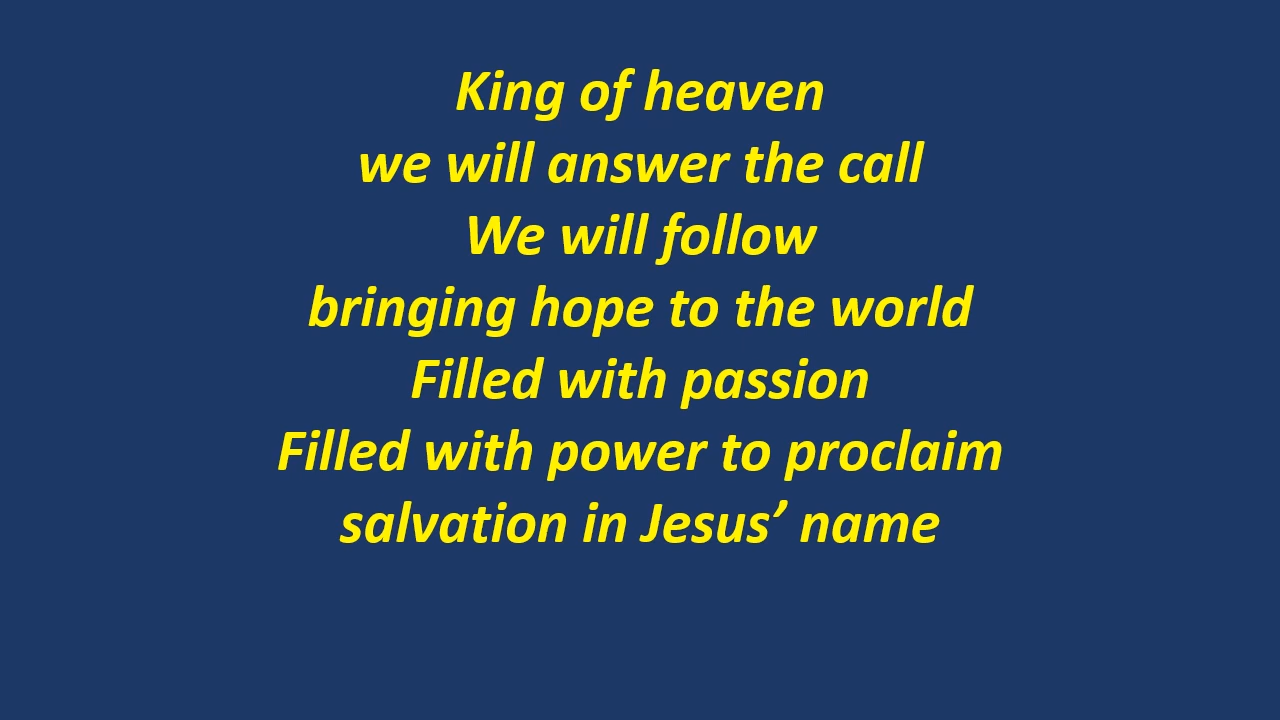 King of heaven
we will answer the call
We will follow
bringing hope to the world
Filled with passion
Filled with power to proclaim
salvation in Jesus’ name